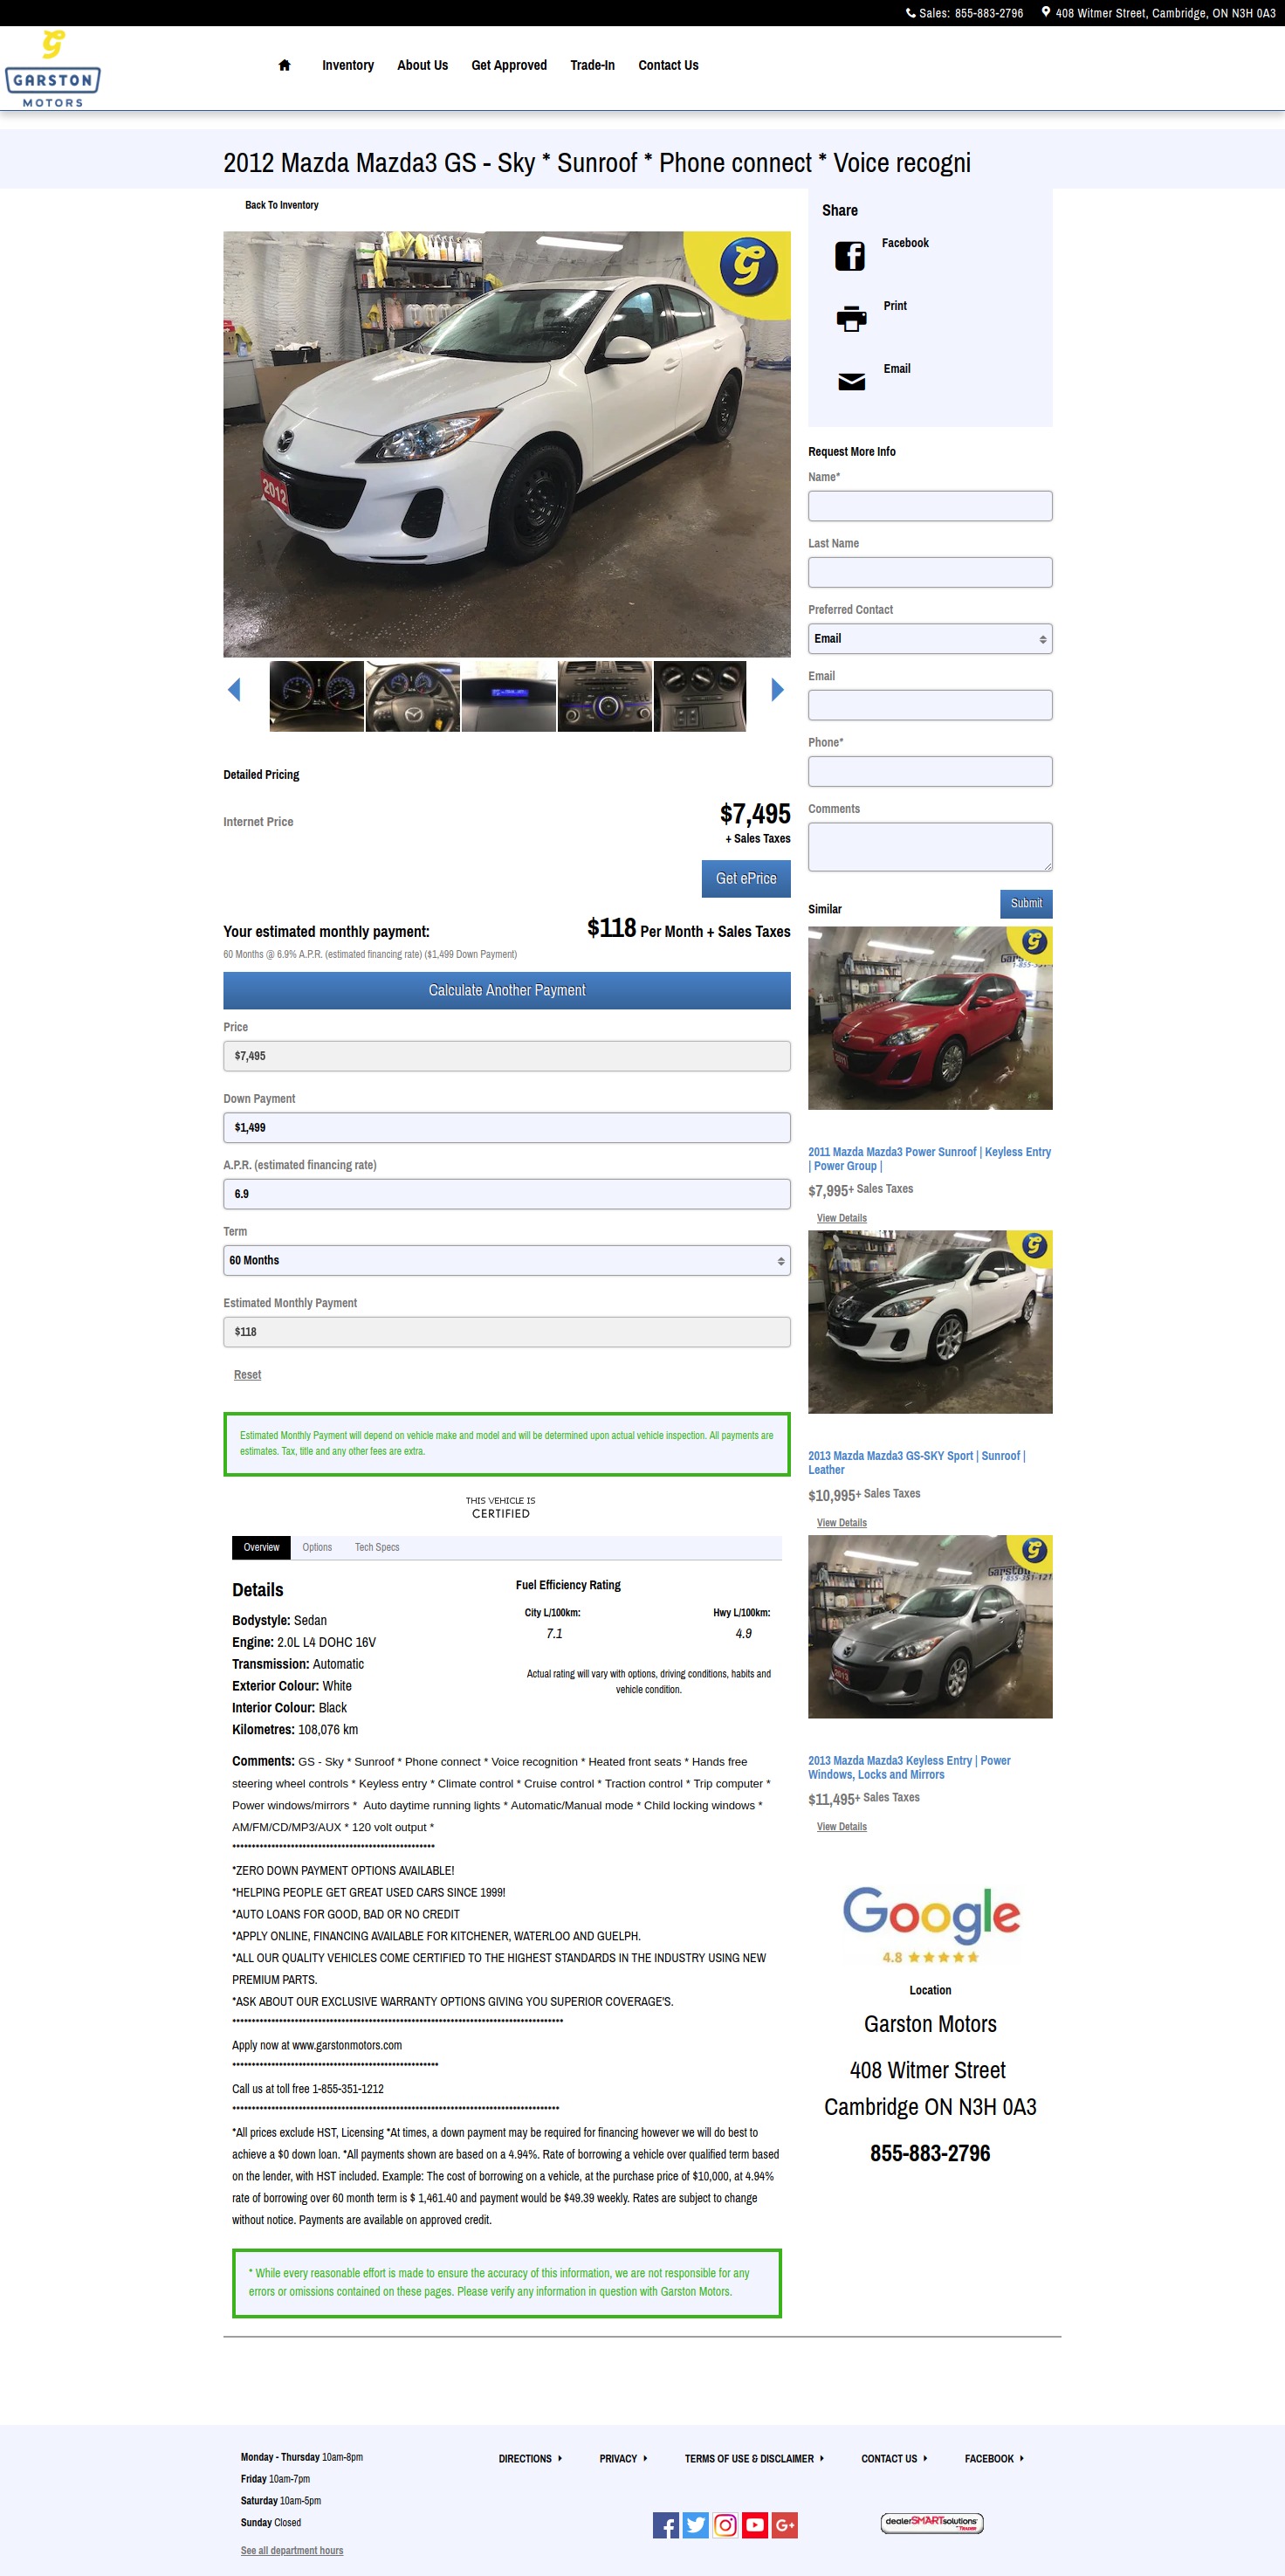 Sales: 855-883-2796 408 Witmer Street, Cambridge, ON N3H 0A3
G
GARSTON
MOTORS
Inventory About Us Get Approved Trade-In Contact Us
2012 Mazda Mazda3 GS - Sky * Sunroof * Phone connect * Voice recogni
Back To Inventory
G
2012
Detailed Pricing
Internet Price
$7,495
+ Sales Taxes
Get ePrice
Your estimated monthly payment:
$118 Per Month + Sales Taxes
60 Months @ 6.9% A.P.R. (estimated financing rate) ($1,499 Down Payment)
Calculate Another Payment
Price
$7,495
Down Payment
$1,499
A.P.R. (estimated financing rate)
6.9
Term
60 Months
Estimated Monthly Payment
$118
Reset
Estimated Monthly Payment will depend on vehicle make and model and will be determined upon actual vehicle inspection. All payments are
estimates. Tax, title and any other fees are extra.
THIS VEHICLE IS
CERTIFIED
Overview Options Tech Specs
Details
Bodystyle: Sedan
Engine: 2.0L L4 DOHC 16V
Transmission: Automatic
Exterior Colour: White
Interior Colour: Black
Kilometres: 108,076 km
Fuel Efficiency Rating
City L/100km: Hwy L/100km:
7.1 4.9
Actual rating will vary with options, driving conditions, habits and
vehicle condition.
Comments: GS - Sky * Sunroof * Phone connect * Voice recognition * Heated front seats * Hands free
steering wheel controls * Keyless entry * Climate control * Cruise control * Traction control * Trip computer *
Power windows/mirrors * Auto daytime running lights * Automatic/Manual mode * Child locking windows *
AM/FM/CD/MP3/AUX * 120 volt output *
*ZERO DOWN PAYMENT OPTIONS AVAILABLE!
*HELPING PEOPLE GET GREAT USED CARS SINCE 1999!
*AUTO LOANS FOR GOOD, BAD OR NO CREDIT
*APPLY ONLINE, FINANCING AVAILABLE FOR KITCHENER, WATERLOO AND GUELPH.
*ALL OUR QUALITY VEHICLES COME CERTIFIED TO THE HIGHEST STANDARDS IN THE INDUSTRY USING NEW
PREMIUM PARTS.
*ASK ABOUT OUR EXCLUSIVE WARRANTY OPTIONS GIVING YOU SUPERIOR COVERAGE'S.
Apply now at www.garstonmotors.com
Call us at toll free 1-855-351-1212
*All prices exclude HST, Licensing *At times, a down payment may be required for financing however we will do best to
achieve a $0 down loan. *All payments shown are based on a 4.94%. Rate of borrowing a vehicle over qualified term based
on the lender, with HST included. Example: The cost of borrowing on a vehicle, at the purchase price of $10,000, at 4.94%
rate of borrowing over 60 month term is $ 1,461.40 and payment would be $49.39 weekly. Rates are subject to change
without notice. Payments are available on approved credit.
* While every reasonable effort is made to ensure the accuracy of this information, we are not responsible for any
errors or omissions contained on these pages. Please verify any information in question with Garston Motors.
Share
Facebook
Print
Email
Request More Info
Name*
Last Name
Preferred Contact
Email
Email
Phone*
Comments
Submit
Similar
G
2011 Mazda Mazda3 Power Sunroof | Keyless Entry
| Power Group |
$7,995+ Sales Taxes
View Details
G
2013 Mazda Mazda3 GS-SKY Sport | Sunroof |
Leather
$10,995+ Sales Taxes
View Details
G
2013
2013 Mazda Mazda3 Keyless Entry | Power
Windows, Locks and Mirrors
$11,495+ Sales Taxes
View Details
Google
4.8
Location
Garston Motors
408 Witmer Street
Cambridge ON N3H 0A3
855-883-2796
Monday - Thursday 10am-8pm
Friday 10am-7pm
Saturday 10am-5pm
Sunday Closed
See all department hours
DIRECTIONS PRIVACY TERMS OF USE & DISCLAIMER CONTACT US FACEBOOK
G+
dealerSMARTsolutions